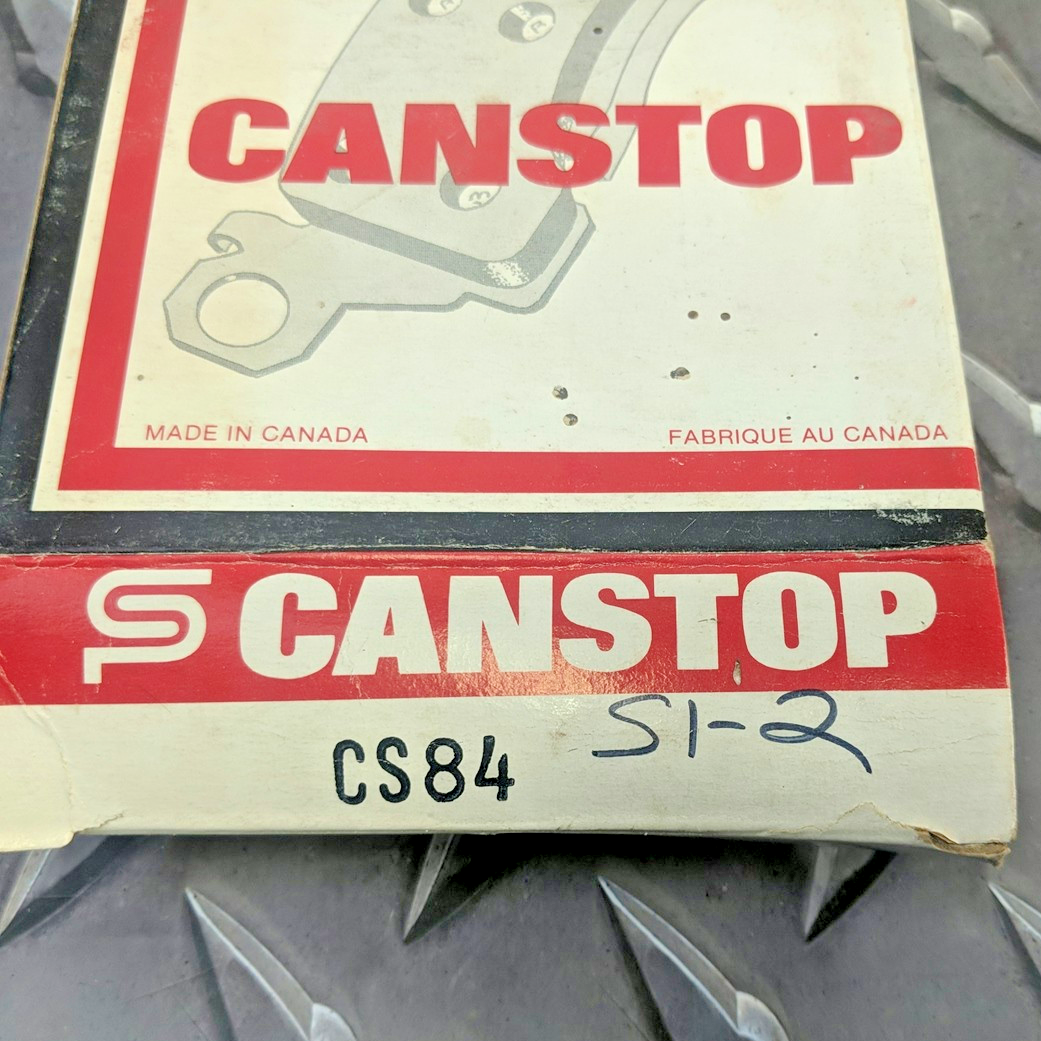 CANSTOP
MADE IN CANADA
FABRIQUE AU CANADA
CANSTOP
S1-2
CS84